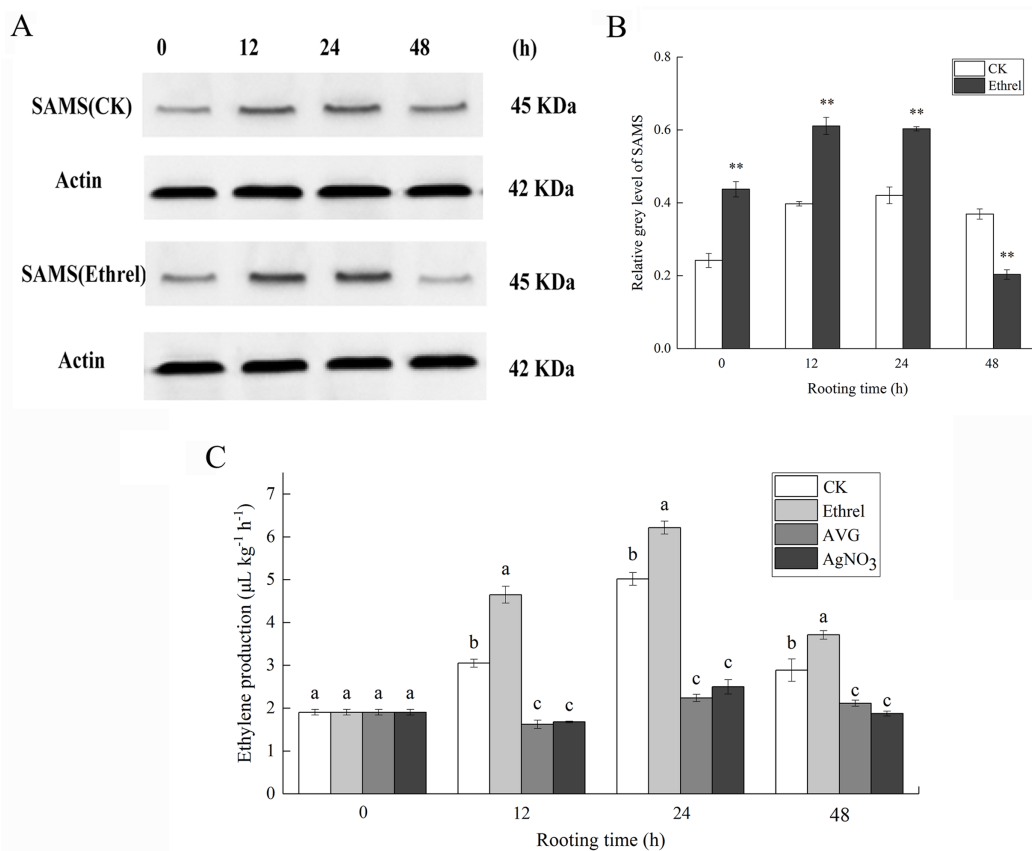 A
0 12 24 48 (h)
SAMS(CK) 45 KDa
Actin 42 KDa
SAMS(Ethrel) 45 KDa
Actin 42 KDa
B
CK
Ethrel
0.8
0.6
0.4
0.2
0.0
** ** ** **
Relative grey level of SAMS
0 12 24 48
Rooting time (h)
C
CK
Ethrel
AVG
AgNO₃
7
6
5
4
3
2
1
0
a a a a
b a c c
b a c c
b a c c
Ethylene production (μL kg⁻¹ h⁻¹)
0 12 24 48
Rooting time (h)